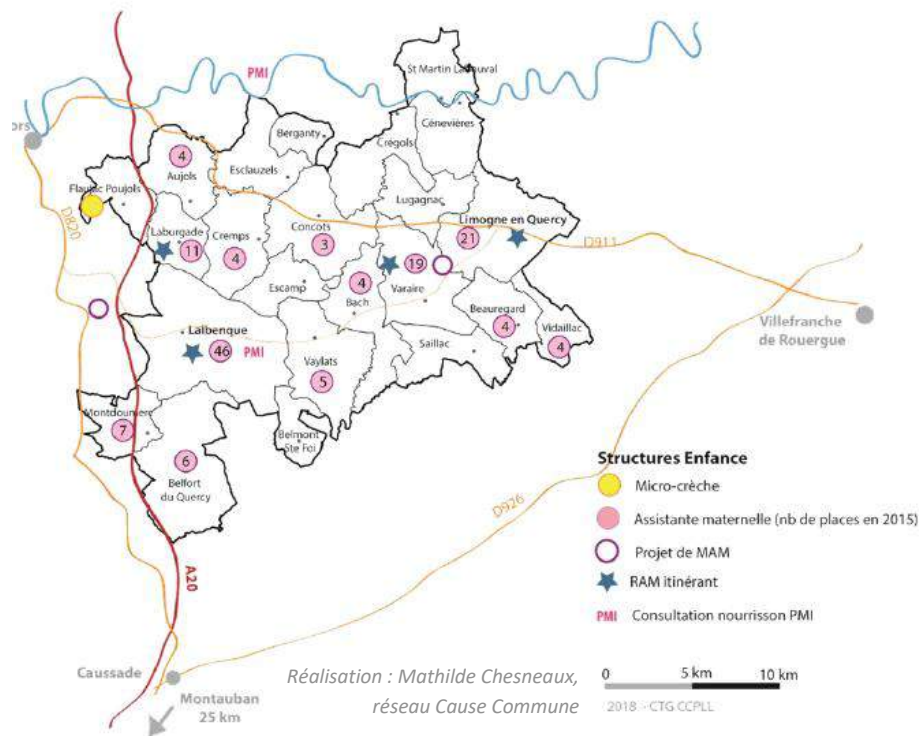 PMI
St Martin Labouval
ors
Cénevières
Berganty
Crégols
4
Aujols
Esclauzels
Flaujac Poujols
Lugagnac
D820
Laburgade
11
Cremps
4
Concots
3
Limogne en Quercy
21
D911
19
Varaire
Escamp
4
Bach
Beauregard
4
Vidaillac
4
Villefranche
de Rouergue
Lalbenque
46
PMI
Saillac
Vaylats
5
7
Belmont
Ste Foi
6
Belfort
du Quercy
D926
A20
Structures Enfance
Micro-crèche
Assistante maternelle (nb de places en 2015)
Projet de MAM
RAM itinérant
PMI Consultation nourrisson PMI
Caussade
Montauban
25 km
Réalisation : Mathilde Chesneaux,
réseau Cause Commune
0 5 km 10 km
2018 - CTG CCPLL